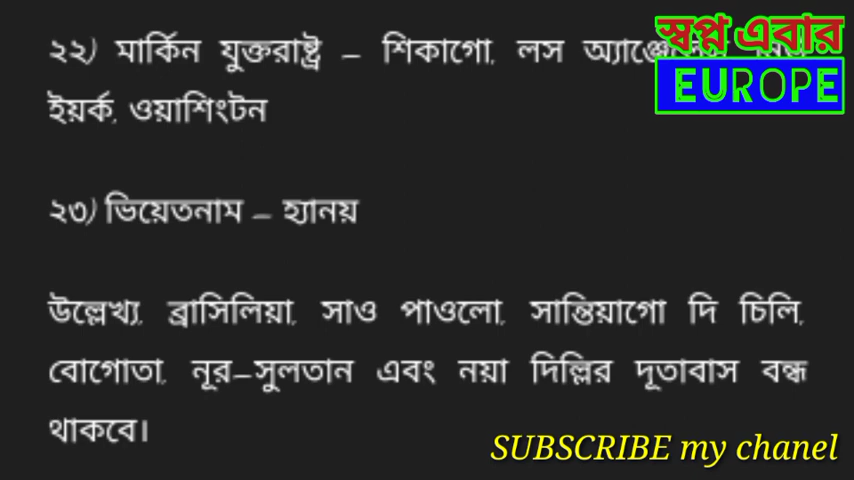 স্বপ্ন এবার
EUROPE
২২) মার্কিন যুক্তরাষ্ট্র – শিকাগো, লস
ইয়র্ক, ওয়াশিংটন
২৩) ভিয়েতনাম – হ্যানয়
উল্লেখ্য, ব্রাসিলিয়া, সাও পাওলো, সান্তিয়াগো দি চিলি,
বোগোতা, নূর–সুলতান এবং নয়া দিল্লির দূতাবাস বন্ধ
থাকবে।
SUBSCRIBE my chanel